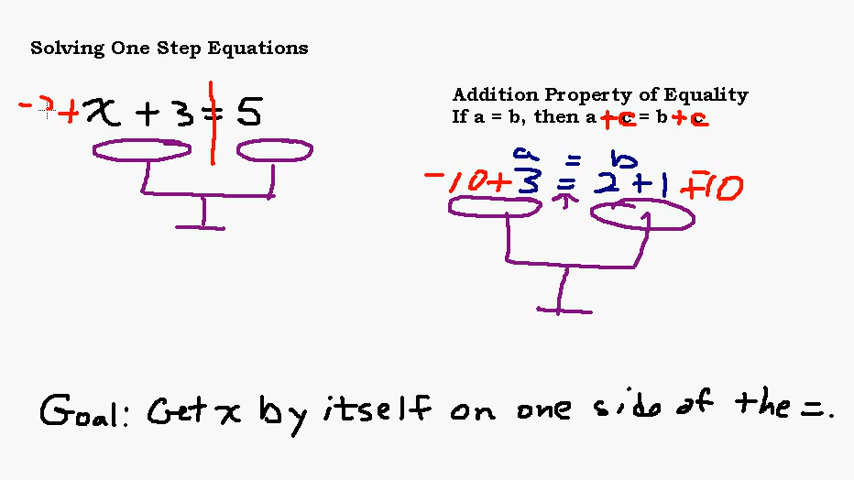 Solving One Step Equations
+ x + 3 = 5
Addition Property of Equality
If a = b, then a + c = b + c
a = b
-10 + 3 = 2 + 1 + -10
Goal: Get x by itself on one side of the =.